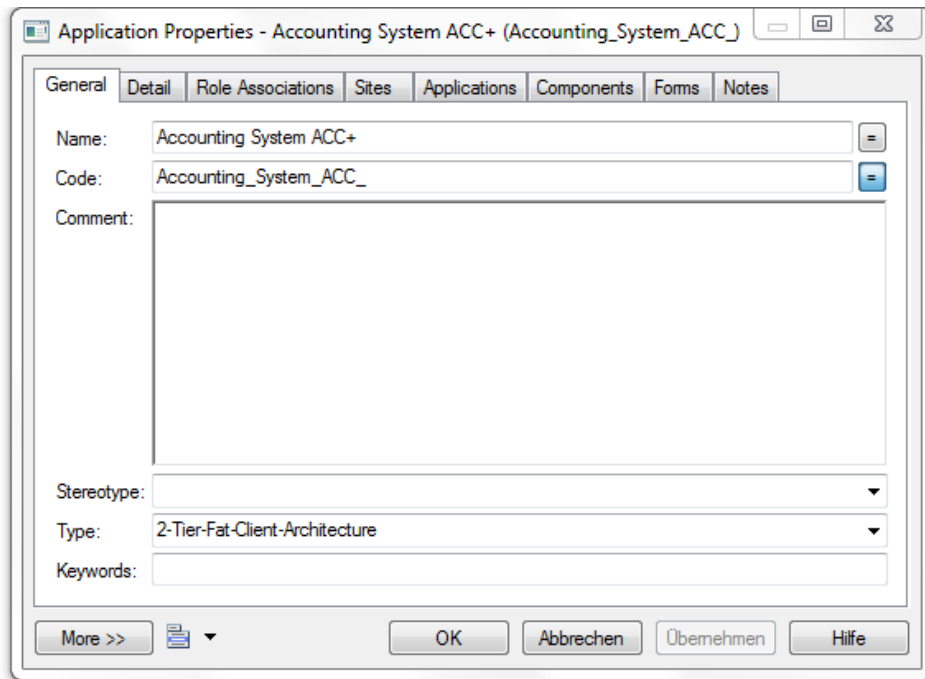 Application Properties - Accounting System ACC+ (Accounting_System_ACC_)
General Detail Role Associations Sites Applications Components Forms Notes
Name: Accounting System ACC+ =
Code: Accounting_System_ACC_ =
Comment:
Stereotype:
Type: 2-Tier-Fat-Client-Architecture
Keywords:
More >> OK Abbrechen Übernehmen Hilfe